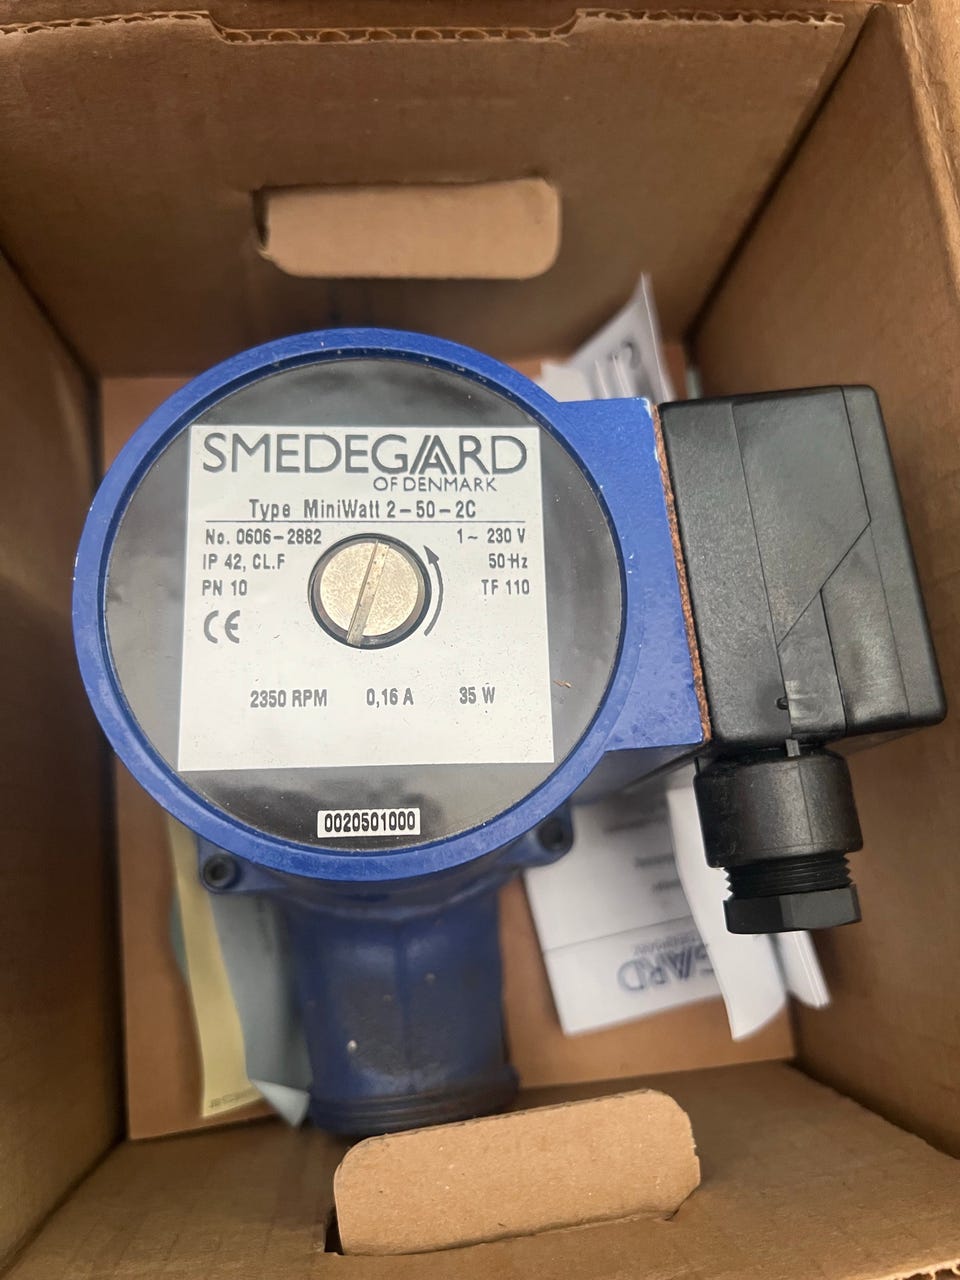 SMEDEGAARD
OF DENMARK
Type MiniWatt 2-50-2C
No. 0606-2882 1~ 230 V
IP 42, CL.F 50 Hz
PN 10 TF 110
CE
2350 RPM 0,16 A 35 W
0020501000
GAARD